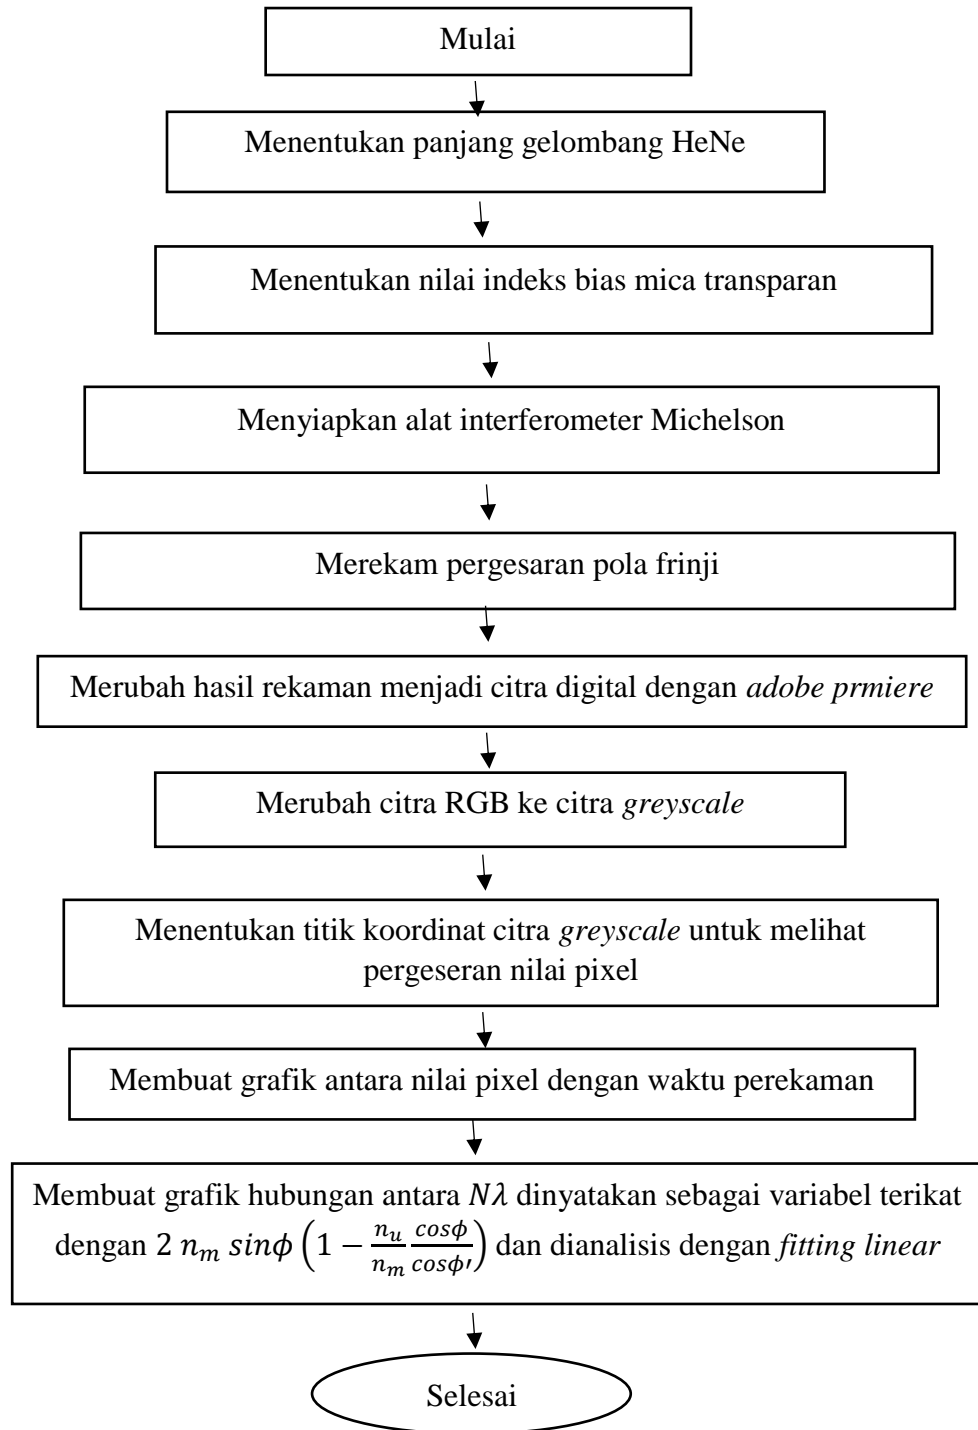 Mulai
Menentukan panjang gelombang HeNe
Menentukan nilai indeks bias mica transparan
Menyiapkan alat interferometer Michelson
Merekam pergesaran pola frinji
Merubah hasil rekaman menjadi citra digital dengan adobe prmiere
Merubah citra RGB ke citra greyscale
Menentukan titik koordinat citra greyscale untuk melihat
pergeseran nilai pixel
Membuat grafik antara nilai pixel dengan waktu perekaman
Membuat grafik hubungan antara Nλ dinyatakan sebagai variabel terikat
dengan 2 n_m sinϕ (1 − n_u/n_m cosϕ/cosϕ′) dan dianalisis dengan fitting linear
Selesai